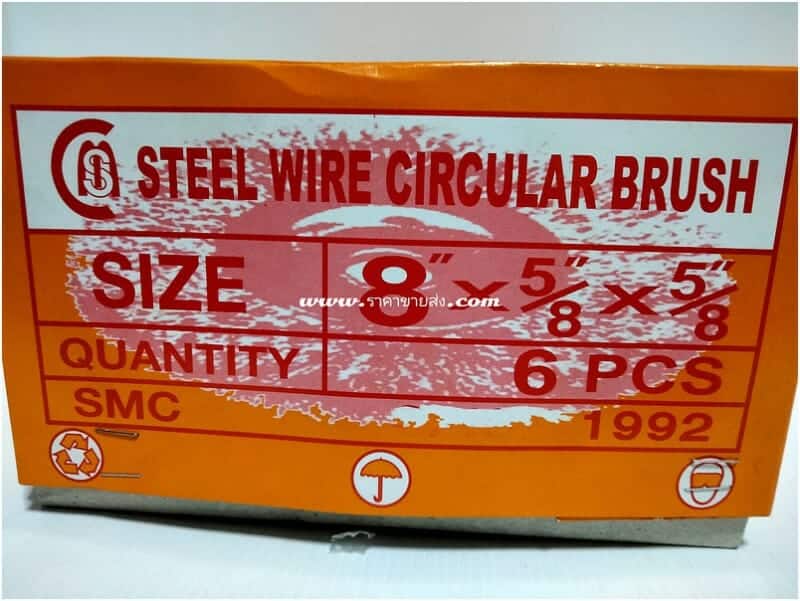 CMS STEEL WIRE CIRCULAR BRUSH
SIZE 8" x 5/8" x 5/8"
www.ราคาขายส่ง.com
QUANTITY 6 PCS
SMC 1992